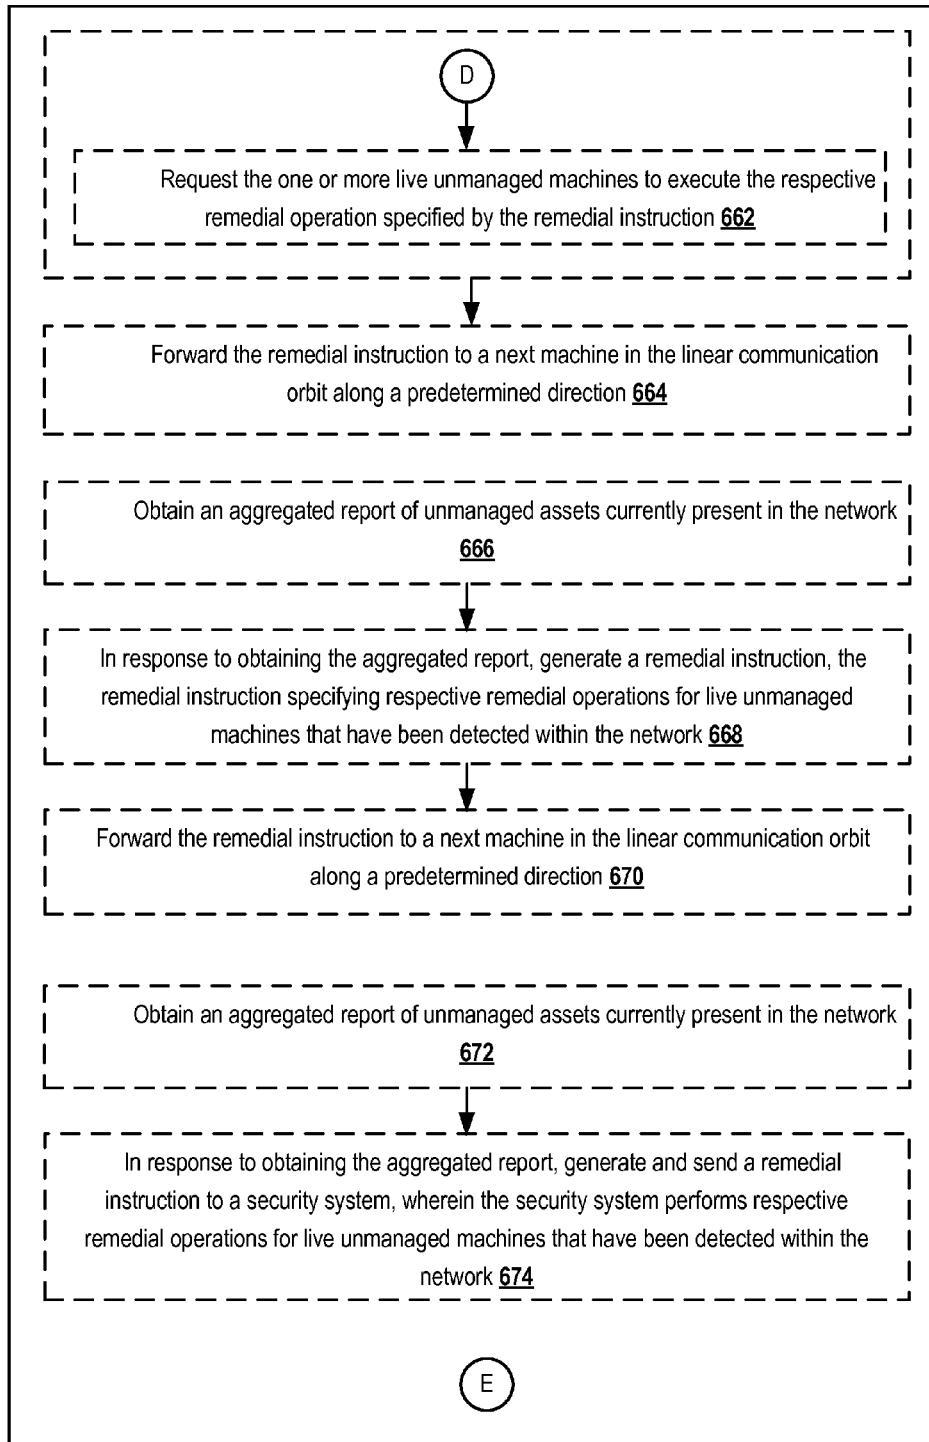 D
Request the one or more live unmanaged machines to execute the respective
remedial operation specified by the remedial instruction 662
Forward the remedial instruction to a next machine in the linear communication
orbit along a predetermined direction 664
Obtain an aggregated report of unmanaged assets currently present in the network
666
In response to obtaining the aggregated report, generate a remedial instruction, the
remedial instruction specifying respective remedial operations for live unmanaged
machines that have been detected within the network 668
Forward the remedial instruction to a next machine in the linear communication orbit
along a predetermined direction 670
Obtain an aggregated report of unmanaged assets currently present in the network
672
In response to obtaining the aggregated report, generate and send a remedial
instruction to a security system, wherein the security system performs respective
remedial operations for live unmanaged machines that have been detected within the
network 674
E